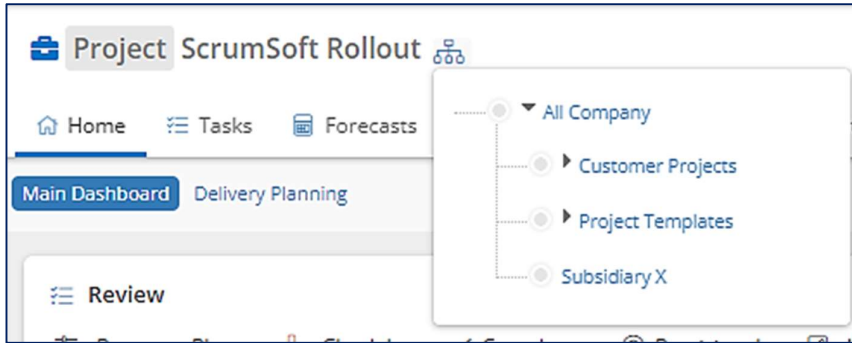 Project ScrumSoft Rollout
Home Tasks Forecasts
Main Dashboard Delivery Planning
All Company
Customer Projects
Project Templates
Subsidiary X
Review